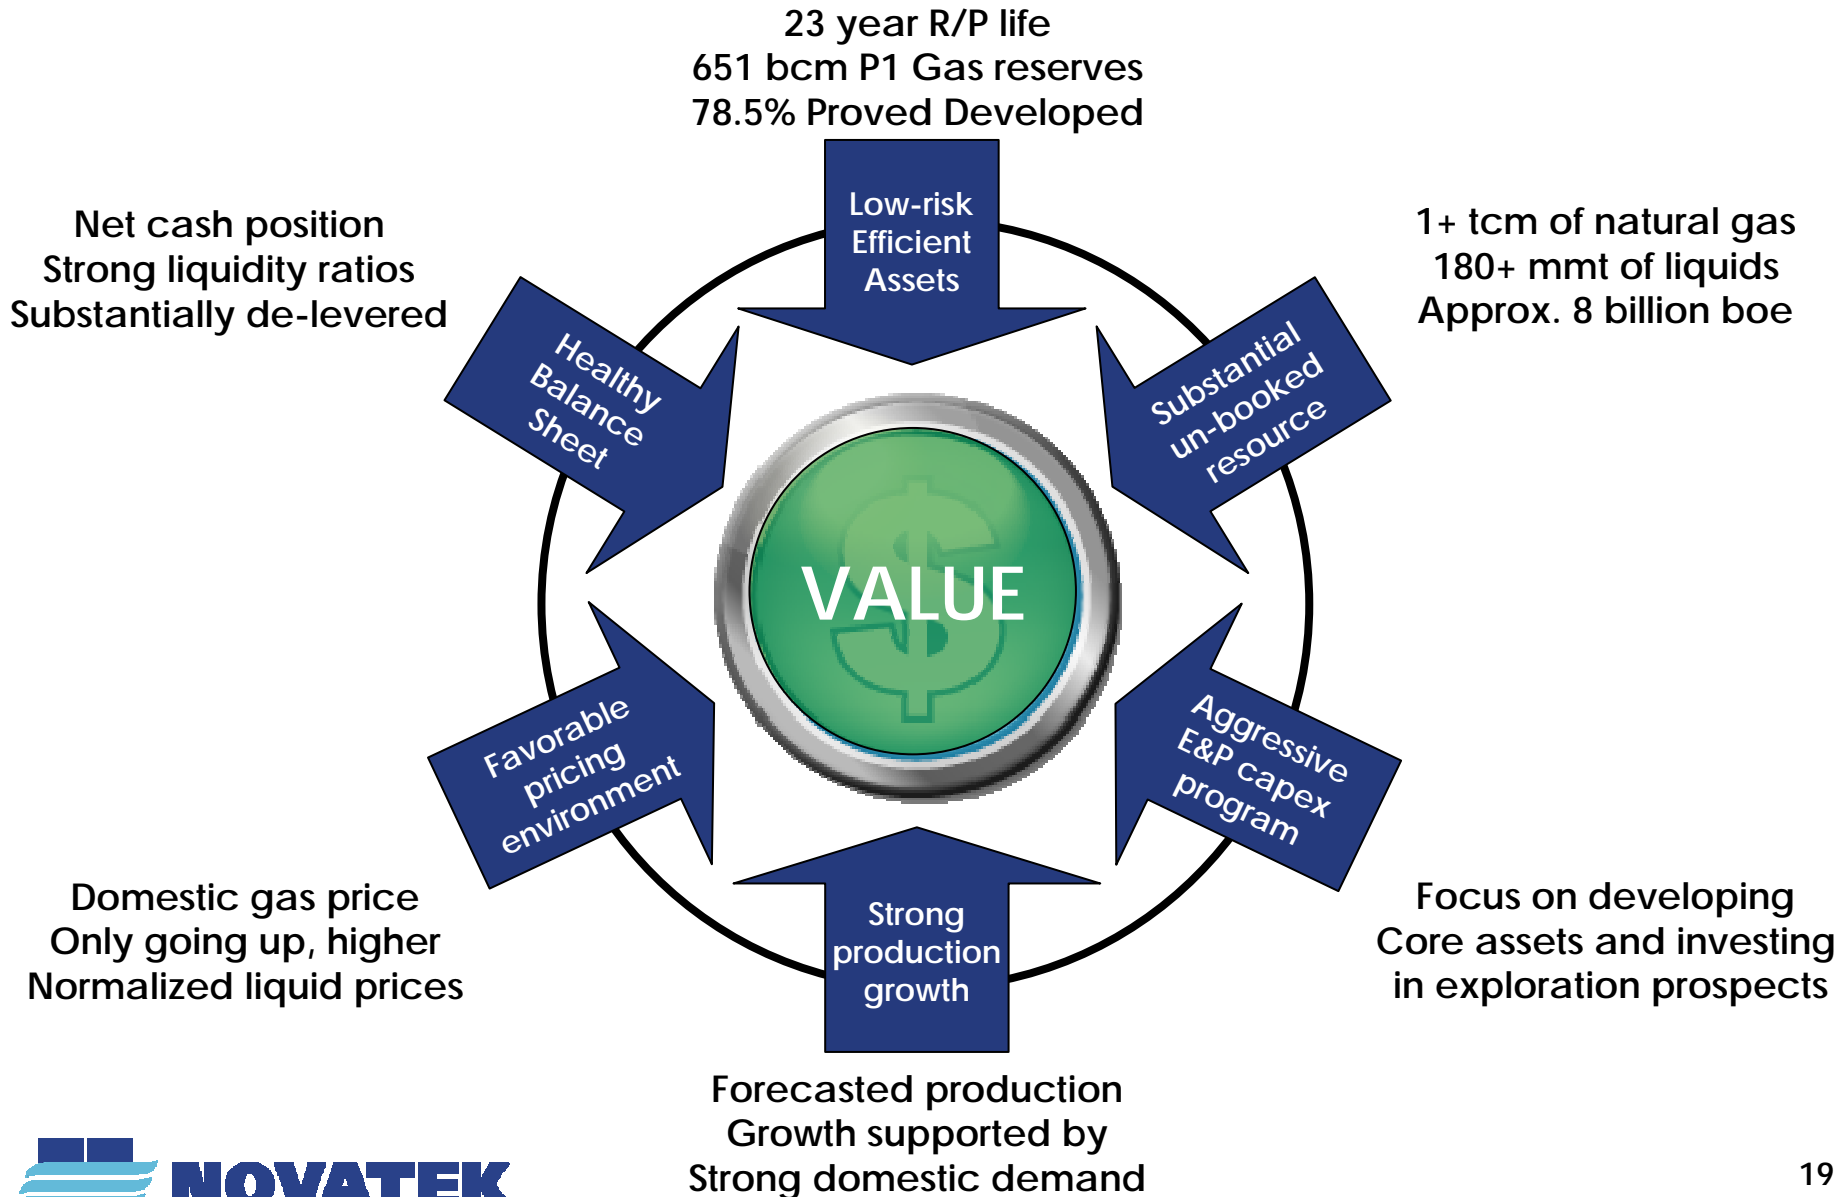 23 year R/P life
651 bcm P1 Gas reserves
78.5% Proved Developed
Low-risk
Efficient
Assets
Net cash position
Strong liquidity ratios
Substantially de-levered
Healthy
Balance
Sheet
1+ tcm of natural gas
180+ mmt of liquids
Approx. 8 billion boe
Substantial
un-booked
resource
$
VALUE
Favorable
pricing
environment
Domestic gas price
Only going up, higher
Normalized liquid prices
Aggressive
E&P capex
program
Focus on developing
Core assets and investing
in exploration prospects
Strong
production
growth
Forecasted production
Growth supported by
Strong domestic demand
NOVATEK
19